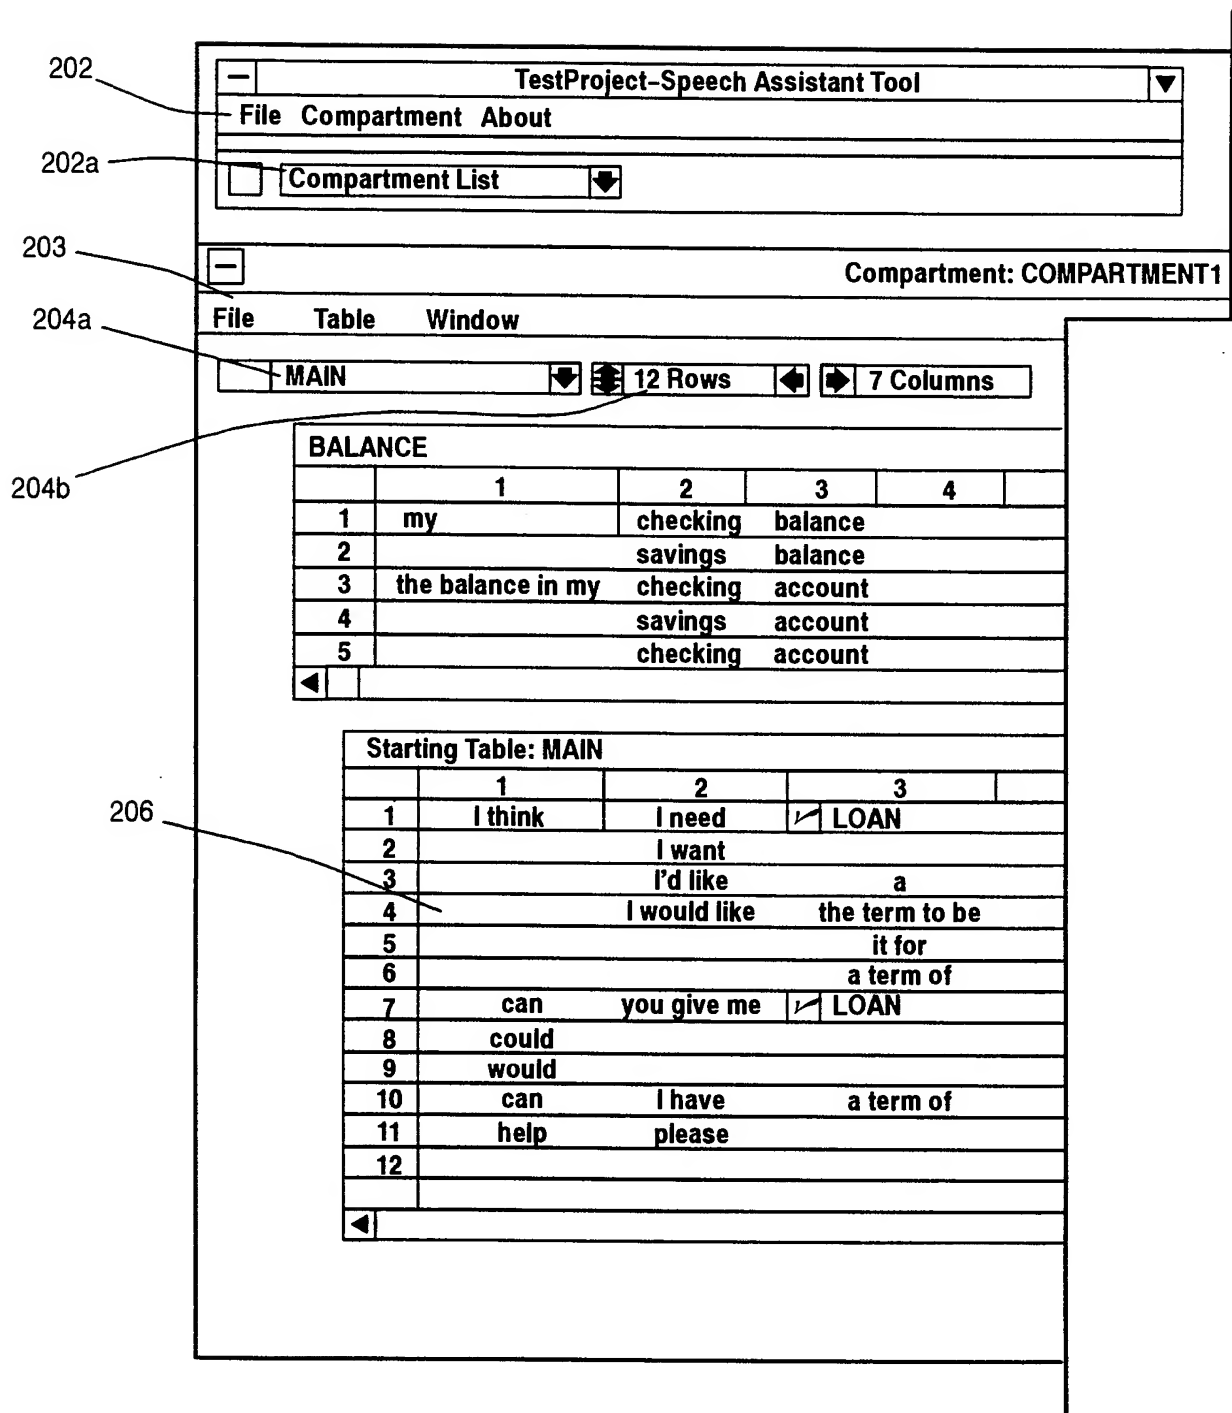 202
TestProject-Speech Assistant Tool
File Compartment About
202a
Compartment List
203
Compartment: COMPARTMENT1
204a
File Table Window
MAIN 12 Rows 7 Columns
204b
BALANCE
1 2 3 4
1 my checking balance
2 savings balance
3 the balance in my checking account
4 savings account
5 checking account
Starting Table: MAIN
1 2 3
206
1 I think I need LOAN
2 I want
3 I'd like a
4 I would like the term to be
5 it for
6 a term of
7 can you give me LOAN
8 could
9 would
10 can I have a term of
11 help please
12